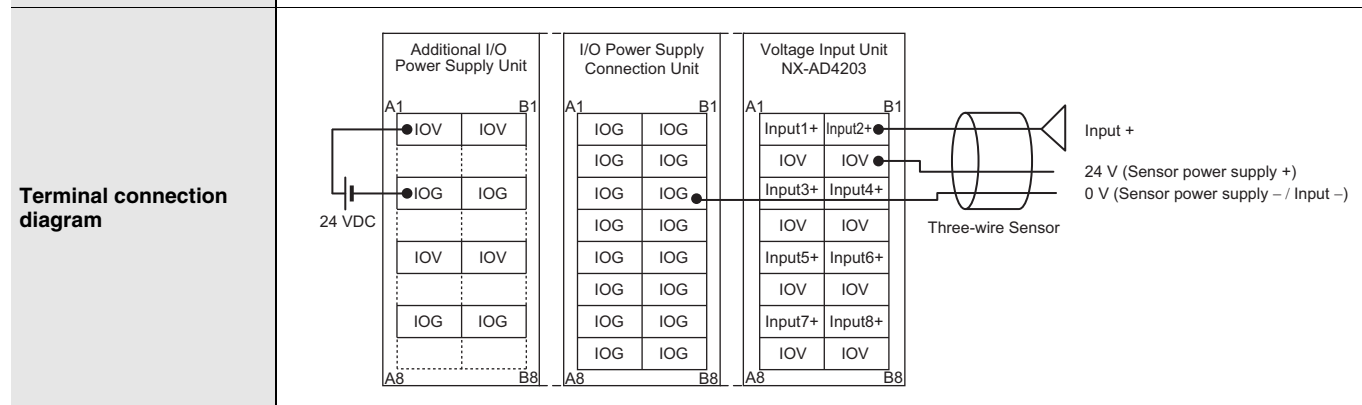 Terminal connection
diagram
Additional I/O
Power Supply Unit
A1 B1
IOV IOV
IOG IOG
IOV IOV
IOG IOG
A8 B8
24 VDC
I/O Power Supply
Connection Unit
A1 B1
IOG IOG
IOG IOG
IOG IOG
IOG IOG
IOG IOG
IOG IOG
IOG IOG
IOG IOG
A8 B8
Voltage Input Unit
NX-AD4203
A1 B1
Input1+ Input2+
IOV IOV
Input3+ Input4+
IOV IOV
Input5+ Input6+
IOV IOV
Input7+ Input8+
IOV IOV
A8 B8
Input +
24 V (Sensor power supply +)
0 V (Sensor power supply − / Input −)
Three-wire Sensor